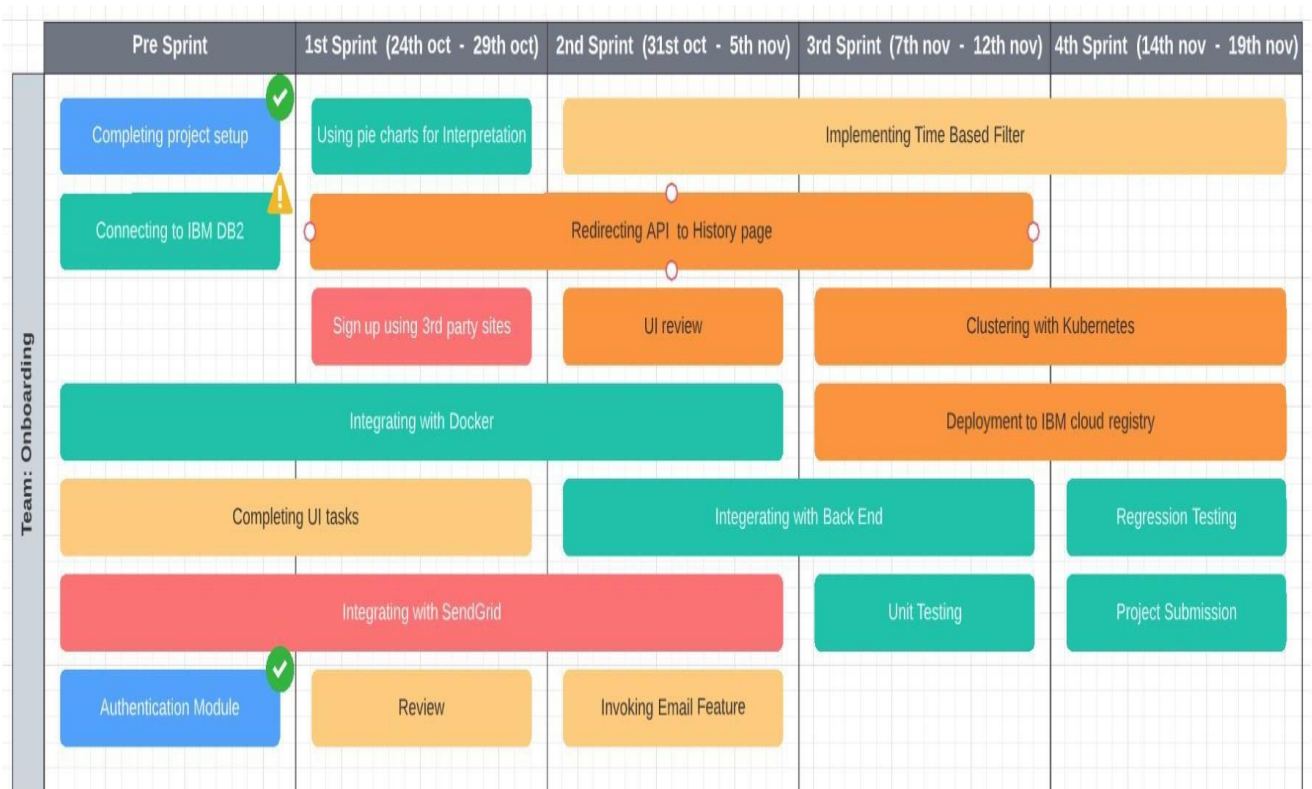 Pre Sprint
1st Sprint (24th oct - 29th oct)
2nd Sprint (31st oct - 5th nov)
3rd Sprint (7th nov - 12th nov)
4th Sprint (14th nov - 19th nov)
Team: Onboarding
Completing project setup
Using pie charts for Interpretation
Implementing Time Based Filter
Connecting to IBM DB2
Redirecting API to History page
Sign up using 3rd party sites
UI review
Clustering with Kubernetes
Integrating with Docker
Deployment to IBM cloud registry
Completing UI tasks
Integerating with Back End
Regression Testing
Integrating with SendGrid
Unit Testing
Project Submission
Authentication Module
Review
Invoking Email Feature